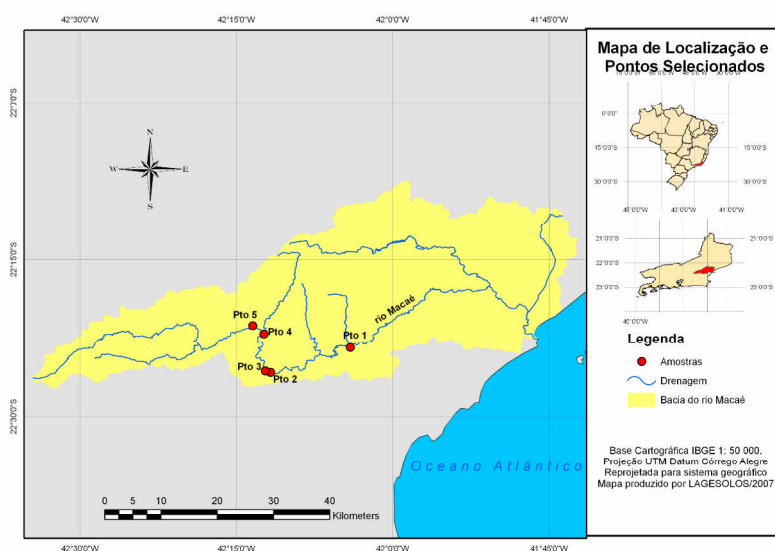 42°30'0"W 42°15'0"W 42°0'0"W 41°45'0"W
22°7'0"S
22°15'0"S
22°30'0"S
N
W E
S
rio Macaé
Pto 5
Pto 4
Pto 1
Pto 3
Pto 2
Oceano Atlântico
0 5 10 20 30 40
Kilometers
42°30'0"W 42°15'0"W 42°0'0"W 41°45'0"W
22°15'0"S
22°30'0"S
Mapa de Localização e
Pontos Selecionados
0°0'0"
15°0'0"S
30°0'0"S
15°0'0"S
30°0'0"S
45°0'0"W 43°0'0"W 41°0'0"W
21°0'0"S
22°0'0"S
23°0'0"S
21°0'0"S
Legenda
Amostras
Drenagem
Bacia do rio Macaé
Base Cartográfica IBGE 1: 50 000.
Projeção UTM Datum Córrego Alegre
Reprojetada para sistema geográfico
Mapa produzido por LAGESOLOS/2007